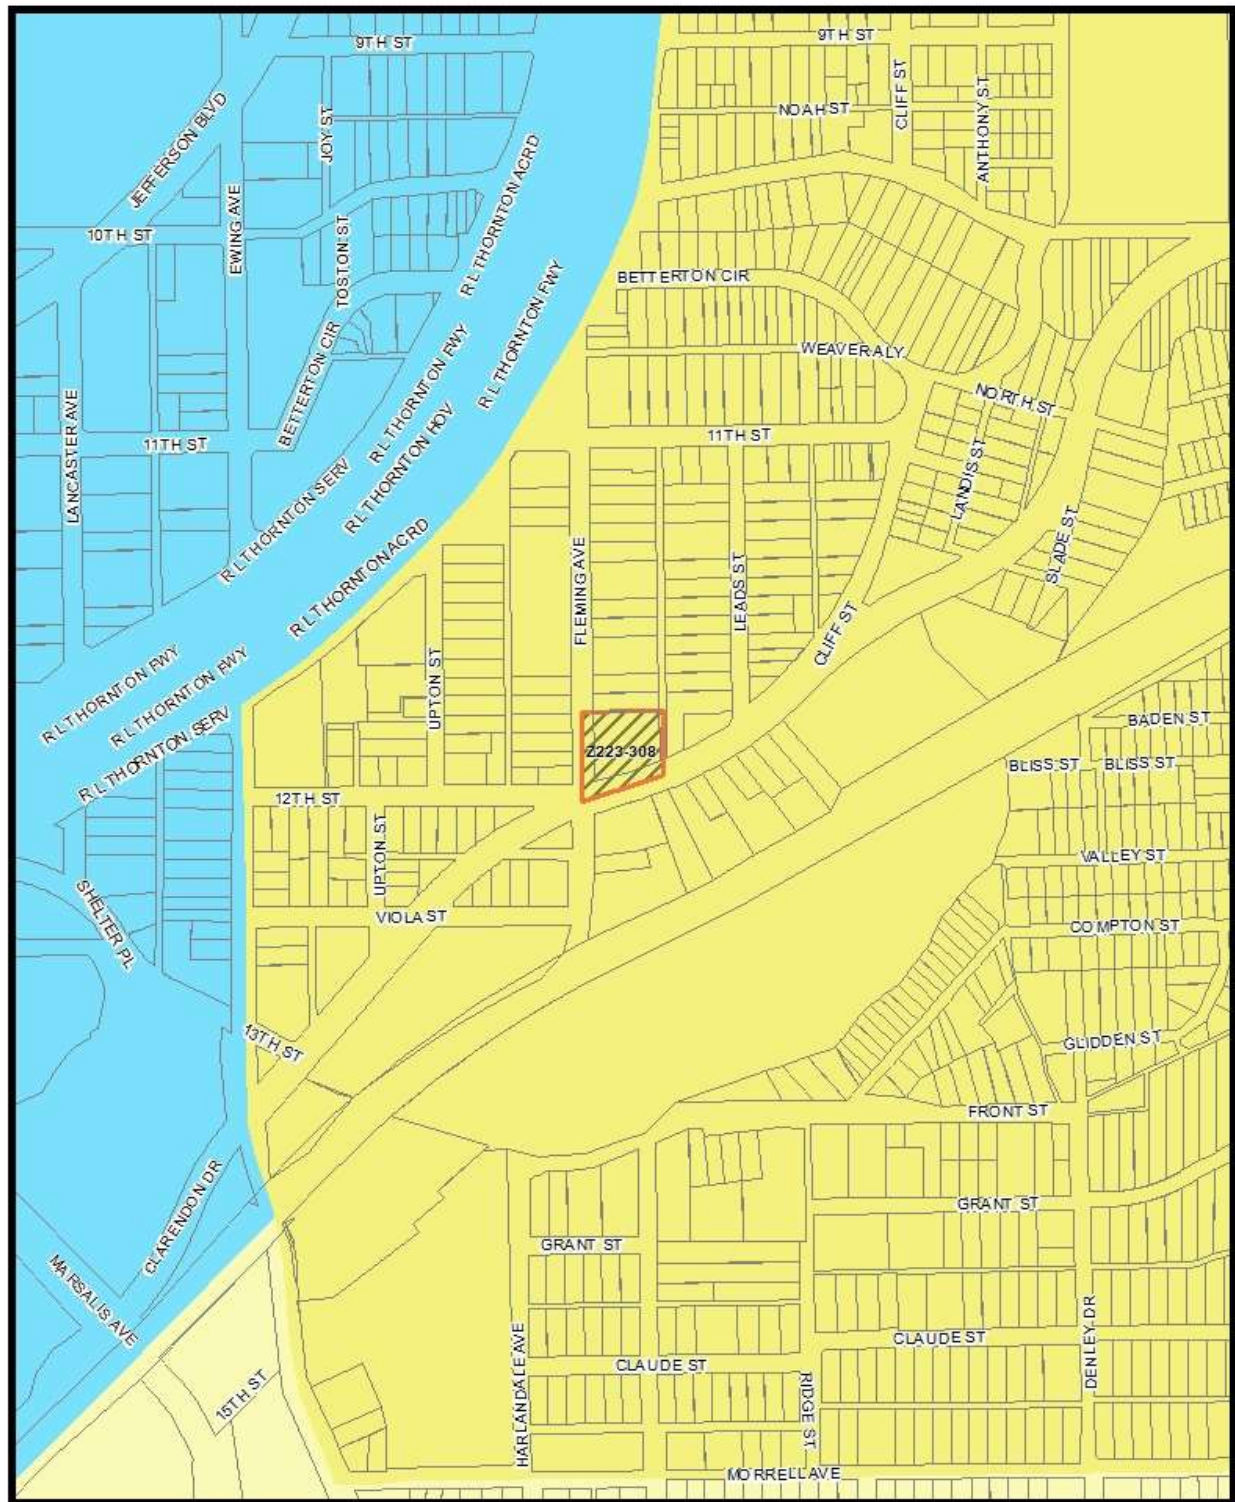 9TH ST
9TH ST
CLIFF ST
ANTHONY ST
NOAH ST
JEFFERSON BLVD
JOY ST
EWING AVE
10TH ST
TOSTON ST
R L THORNTON ACRD
R L THORNTON FWY
BETTERTON CIR
BETTERTON CIR
R L THORNTON FWY
WEAVER ALY
NORTH ST
LANCASTER AVE
11TH ST
R L THORNTON HOV
11TH ST
R L THORNTON SERV
LANDIS ST
R L THORNTON ACRD
FLEMING AVE
LEADS ST
SLADE ST
CLIFF ST
R L THORNTON FWY
R L THORNTON FWY
UPTON ST
R L THORNTON SERV
Z223-308
BADEN ST
BLISS ST
BLISS ST
12TH ST
UPTON ST
VALLEY ST
SHELTER PL
VIOLA ST
COMPTON ST
13TH ST
GLIDDEN ST
FRONT ST
CLARENDON DR
GRANT ST
GRANT ST
MARSALIS AVE
HARLANDALE AVE
CLAUDE ST
DENLEY DR
CLAUDE ST
15TH ST
RIDGE ST
MORRELL AVE